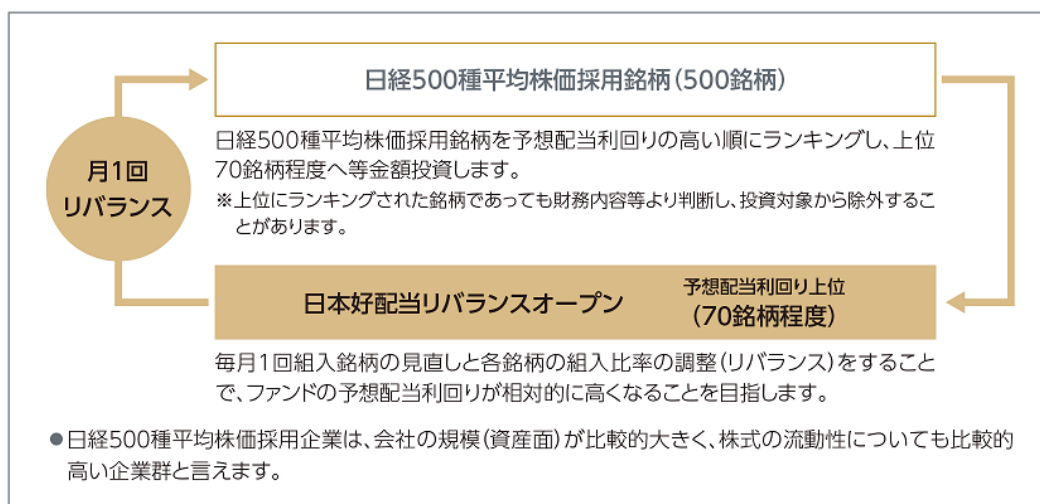 日経500種平均株価採用銘柄（500銘柄）
日経500種平均株価採用銘柄を予想配当利回りの高い順にランキングし、上位
70銘柄程度へ等金額投資します。
※上位にランキングされた銘柄であっても財務内容等より判断し、投資対象から除外するこ
とがあります。
月1回
リバランス
日本好配当リバランスオープン
予想配当利回り上位
（70銘柄程度）
毎月1回組入銘柄の見直しと各銘柄の組入比率の調整（リバランス）をすること
で、ファンドの予想配当利回りが相対的に高くなることを目指します。
●日経500種平均株価採用企業は、会社の規模（資産面）が比較的大きく、株式の流動性についても比較的
高い企業群と言えます。